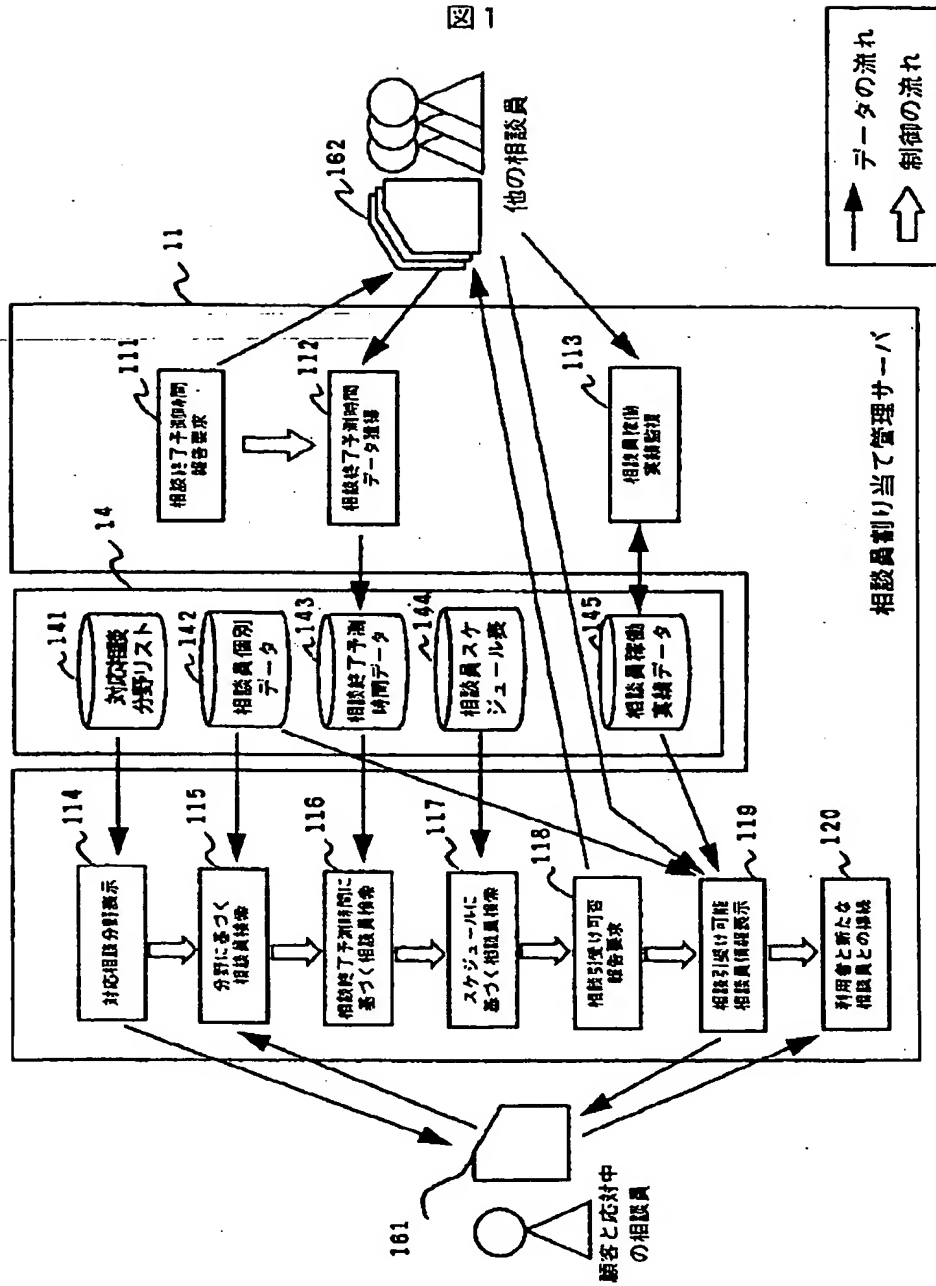 図1
11
111
相談終了予測時間
報告要求
112
相談終了予測時間
データ獲得
113
相談員稼働
実績監視
162
他の相談員
14
141
対応相談
分野リスト
142
相談員個別
データ
143
相談終了予測
時間データ
144
相談員スケ
ジュール表
145
相談員稼働
実績データ
114
対応相談分野表示
115
分野に基づく
相談員検索
116
相談終了予測時間に
基づく相談員検索
117
スケジュールに
基づく相談員検索
118
相談引受け可否
報告要求
119
相談引受け可能
相談員情報表示
120
利用者と新たな
相談員との接続
相談員割り当て管理サーバ
161
顧客と応対中
の相談員
データの流れ
制御の流れ